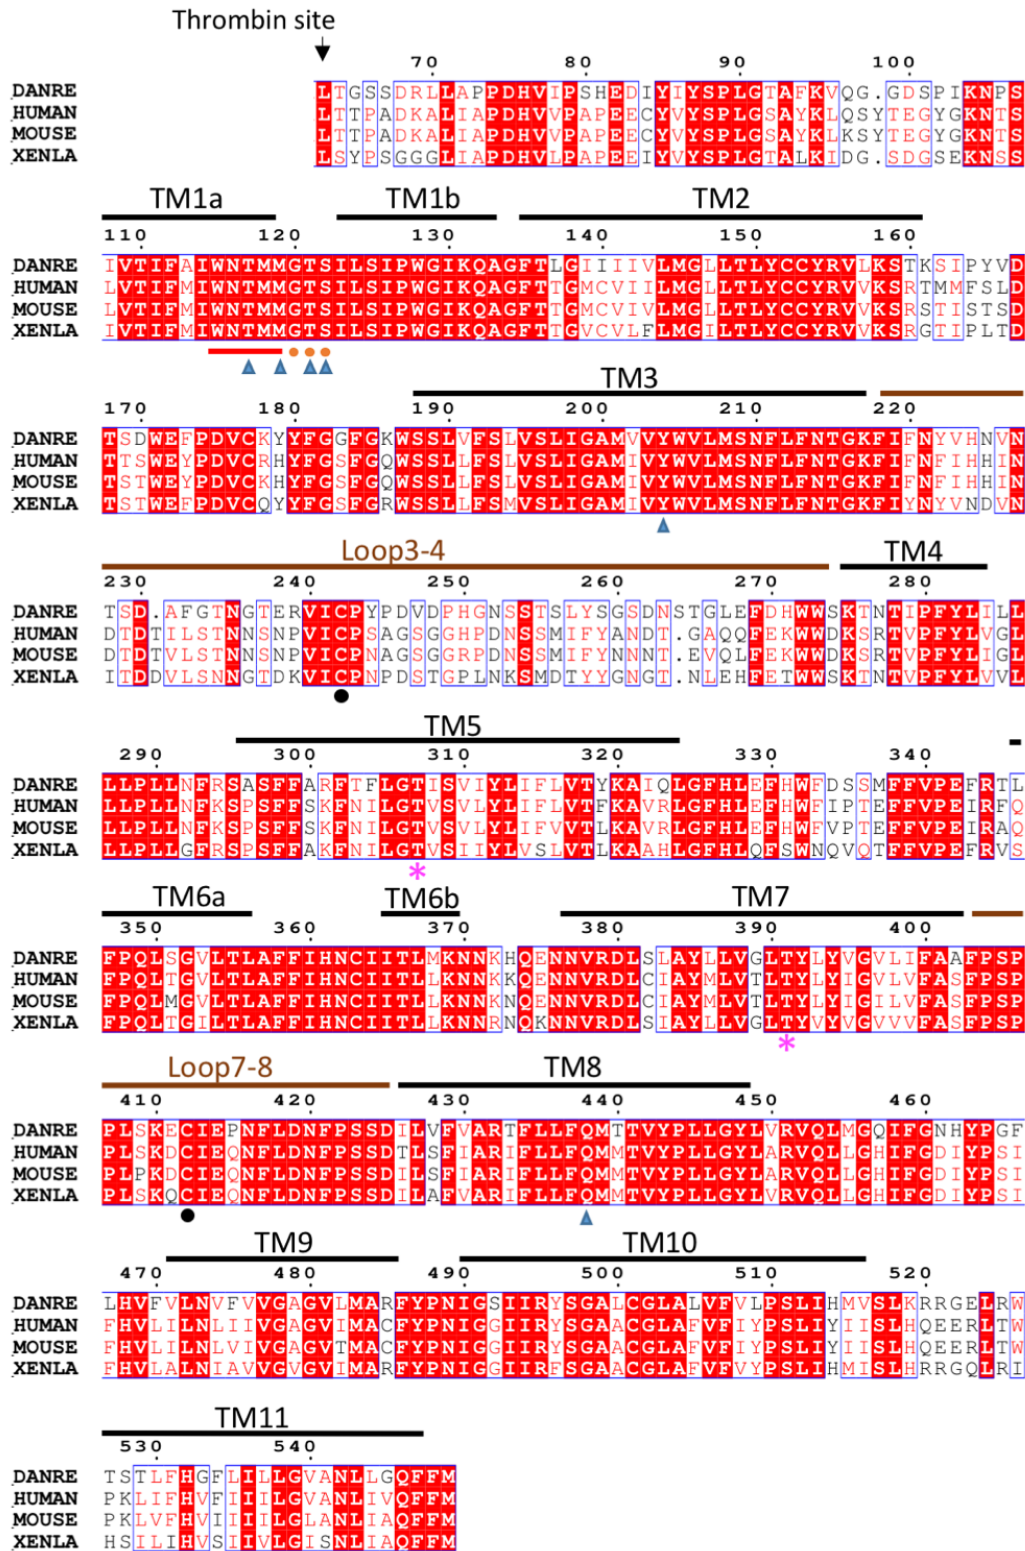 Thrombin site
70 80 90 100
DANRE LTGSSDRLLAPPDHVIPSHEDIYIYSPLGTAFKVQG.GDSPIKNPS
HUMAN LTTPADKALIAPDHVVPAPEECYVYSPLGSAYKLQSYTEGYGKNTS
MOUSE LTTPADKALIAPDHVVPAPEECYVYSPLGSAYKLKSYTEGYGKNTS
XENLA LSYPSGGGLIAPDHVLPAPEEIYVYSPLGTALKIDG.SDGSEKNSS
TM1a TM1b TM2
110 120 130 140 150 160
DANRE IVTIFAIWNTMMGTSILSIPWGIKQAGFTLGIIIIVLMGLLTLYCCYRVLKSTKSIPYVD
HUMAN LVTIFMIWNTMMGTSILSIPWGIKQAGFTTGMCVIILMGLLTLYCCYRVVKSRTMMFSLD
MOUSE LVTIFMIWNTMMGTSILSIPWGIKQAGFTTGMCVIVLMGLLTLYCCYRVVKSRSTISTSD
XENLA IVTIFMIWNTMMGTSILSIPWGIKQAGFTTGVCVLFLMGILTLYCCYRVVKSRGTIPLTD
TM3
170 180 190 200 210 220
DANRE TSDWEFPDVCKYYFGGFGKWSSLVFSLVSLIGAMVVYWVLMSNFLFNTGKFIFNYVHNVN
HUMAN TTSWEYPDVCRHYFGSFGQWSSLLFSLVSLIGAMIVYWVLMSNFLFNTGKFIFNFIHHIN
MOUSE TSTWEYPDVCKHYFGSFGQWSSLLFSLVSLIGAMIVYWVLMSNFLFNTGKFIFNFIHHIN
XENLA TSTWEFPDVCQYYFGSFGRWSSLLFSMVSLIGAMIVYWVLMSNFLFNTGKFIYNYVNDVN
Loop3-4 TM4
230 240 250 260 270 280
DANRE TSD.AFGTNGTERVICPYPDVDPHGNSSTSLYSGSDNSTGLEFDHWWSKTNTIPFYLILL
HUMAN DTDTILSTNNSNPVICPSAGSGGHPDNSSMIFYANDT.GAQQFEKWWDKSRTVPFYLVGL
MOUSE DTDTVLSTNNSNPVICPNAGSGGRPDNSSMIFYNNNT.EVQLFEKWWDKSRTVPFYLIGL
XENLA ITDDVLSNNGTDKVICPNPDSTGPLNKSMDTYYGNGT.NLEHFETWWSKTNTVPFYLVVL
TM5
290 300 310 320 330 340
DANRE LLPLLNFRSASFFARFTFLGTISVIYLIFLVTYKAIQLGFHLEFHWFDSSMFFVPEFRTL
HUMAN LLPLLNFKSPSFFSKFNILGTVSVLYLIFLVTFKAVRLGFHLEFHWFIPTEFFVPEIRFQ
MOUSE LLPLLNFKSPSFFSKFNILGTVSVLYLIFVVTLKAVRLGFHLEFHWFVPTEFFVPEIRAQ
XENLA LLPLLGFRSPSFFAKFNILGTVSIIYLVSLVTLKAAHLGFHLQFSWNQVQTFFVPEFRVS
TM6a TM6b TM7
350 360 370 380 390 400
DANRE FPQLSGVLTLAFFIHNCIITLMKNNKHQENNVRDLSLAYLLVGLTYLYVGVLIFAAFPSP
HUMAN FPQLTGVLTLAFFIHNCIITLLKNNKKQENNVRDLCIAYMLVTLTYLYIGVLVFASFPSP
MOUSE FPQLMGVLTLAFFIHNCIITLLKNNKNQENNVRDLCIAYMLVTLTYLYIGILVFASFPSP
XENLA FPQLTGILTLAFFIHNCIITLLKNNRNQKNNVRDLSIAYLLVGLTYVYVGVVVFASFPSP
Loop7-8 TM8
410 420 430 440 450 460
DANRE PLSKECIEPNFLDNFPSSDILVFVARTFLLFQMTTVYPLLGYLVRVQLMGQIFGNHYPGF
HUMAN PLSKDCIEQNFLDNFPSSDTLSFIARIFLLFQMMTVYPLLGYLARVQLLGHIFGDIYPSI
MOUSE PLPKDCIEQNFLDNFPSSDILSFIARIFLLFQMMTVYPLLGYLARVQLLGHIFGDIYPSI
XENLA PLSKQCIEQNFLDNFPSSDILAFVARIFLLFQMMTVYPLLGYLVRVQLLGHIFGDIYPSI
TM9 TM10
470 480 490 500 510 520
DANRE LHVFVLNVFVVGAGVLMARFYPNIGSIIRYSGALCGLALVFVLPSLIHMVSLKRRGELRW
HUMAN FHVLILNLIIVGAGVIMACFYPNIGGIIRYSGAACGLAFVFIYPSLIYIISLHQEERLTW
MOUSE FHVLILNLVIVGAGVTMACFYPNIGGIIRYSGAACGLAFVFIYPSLIYIISLHQEERLTW
XENLA FHVLALNIAVVGVGVIMARFYPNIGGIIRFSGAACGLAFVFVYPSLIHMISLHRRGQLRI
TM11
530 540
DANRE TSTLFHGFLILLGVANLLGQFFM
HUMAN PKLIFHVFIIILGVANLIVQFFM
MOUSE PKLVFHVIIIILGLANLIAQFFM
XENLA HSILIHVSIIVLGISNLIAQFFM